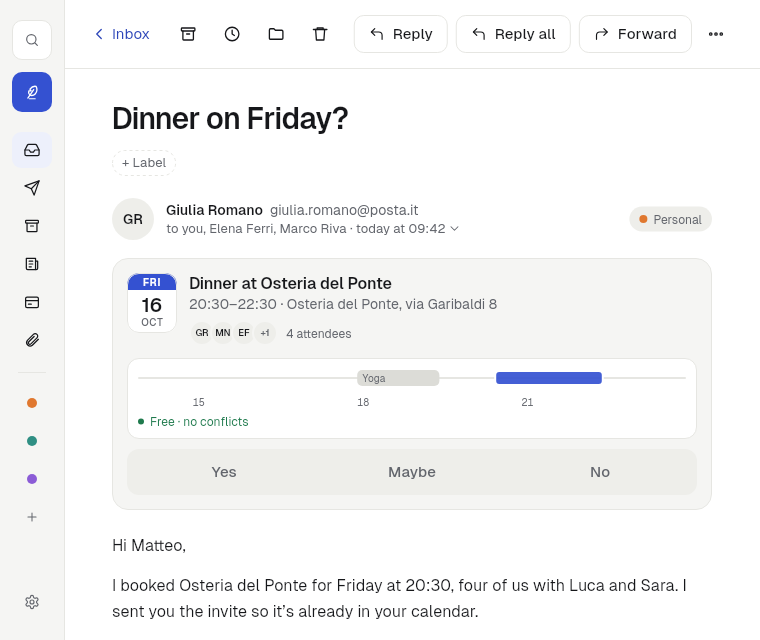 Inbox
Reply
Reply all
Forward
Dinner on Friday?
+ Label
GR
Giulia Romano giulia.romano@posta.it
to you, Elena Ferri, Marco Riva · today at 09:42
Personal
FRI
16
OCT
Dinner at Osteria del Ponte
20:30–22:30 · Osteria del Ponte, via Garibaldi 8
GR MN EF +1 4 attendees
Yoga
15 18 21
Free · no conflicts
Yes Maybe No
Hi Matteo,
I booked Osteria del Ponte for Friday at 20:30, four of us with Luca and Sara. I
sent you the invite so it’s already in your calendar.